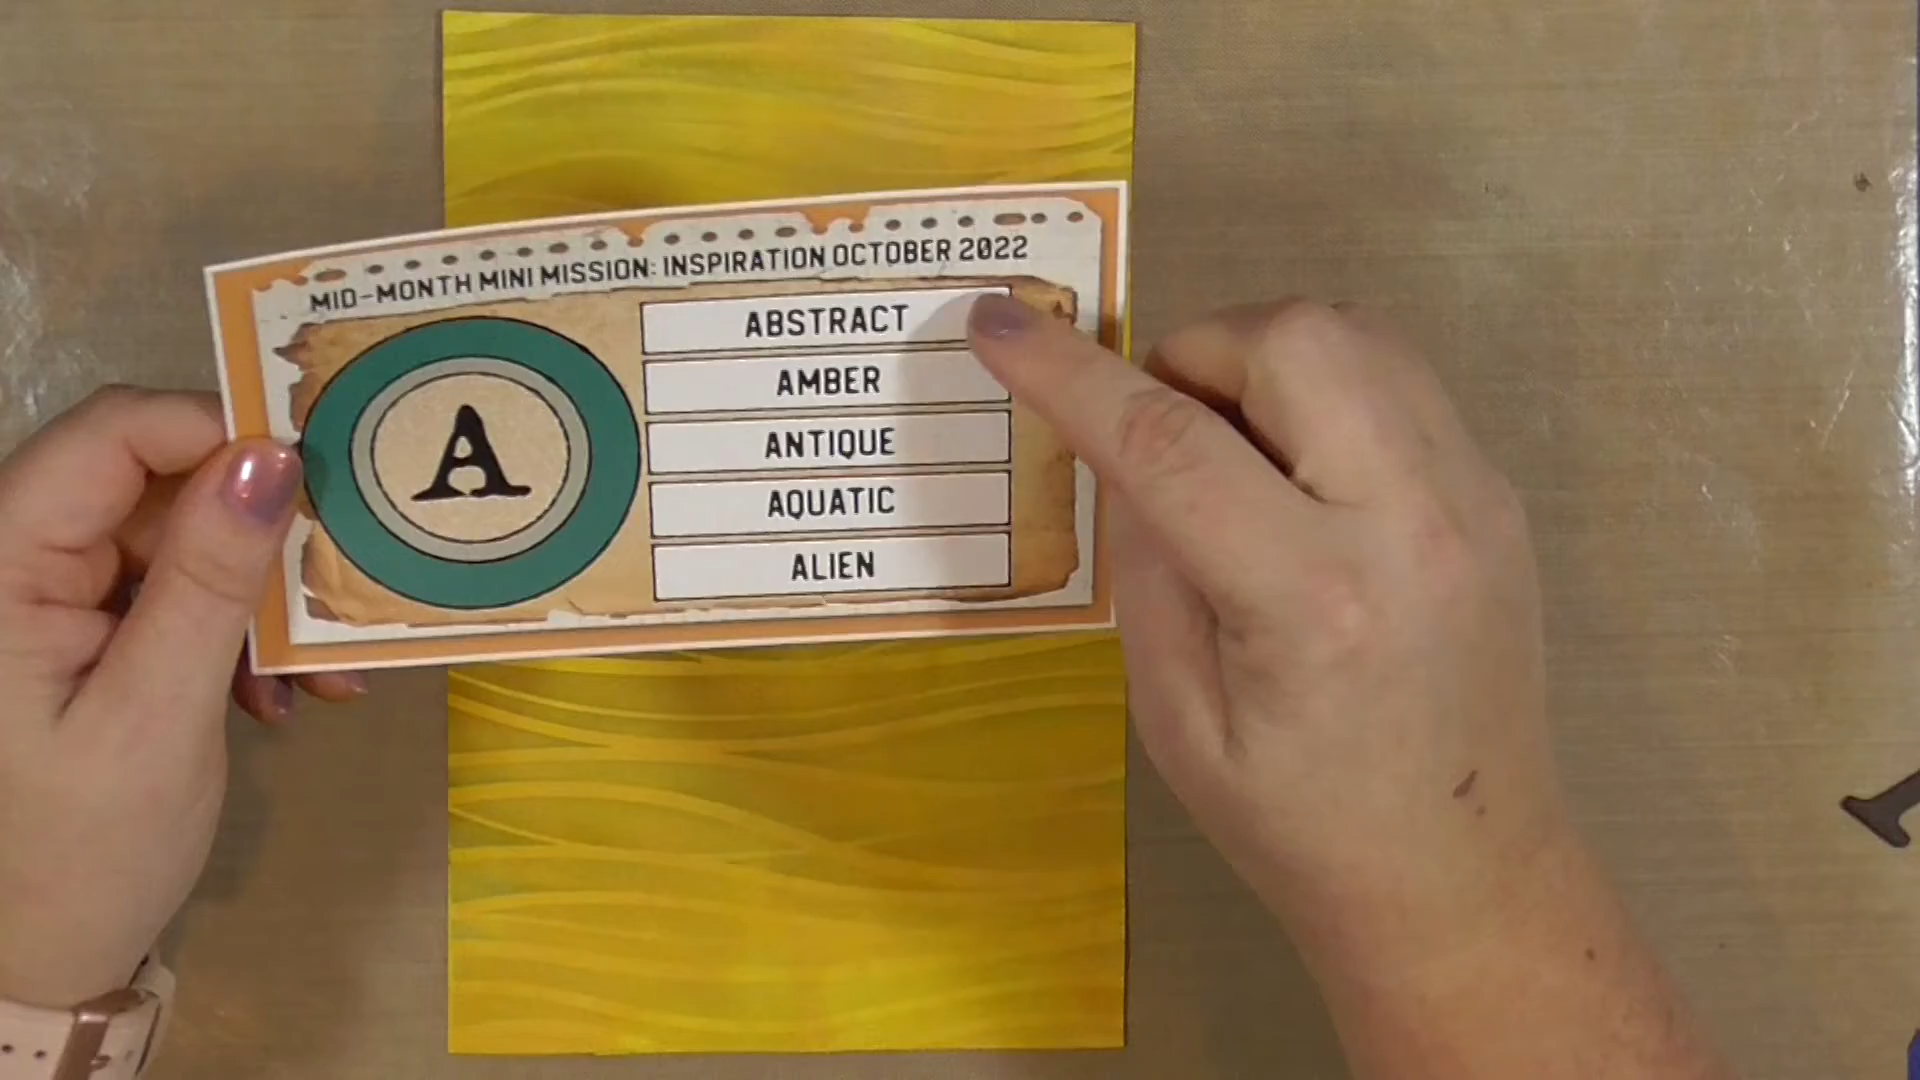 MID-MONTH MINI MISSION: INSPIRATION OCTOBER 2022
A
ABSTRACT
AMBER
ANTIQUE
AQUATIC
ALIEN